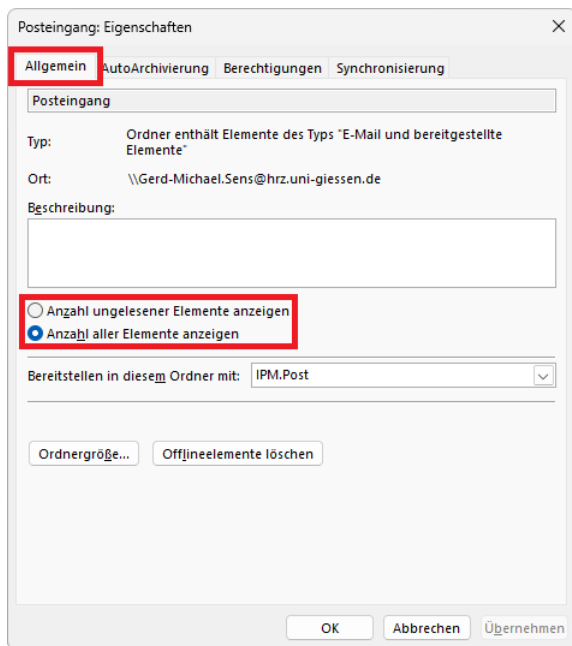 Posteingang: Eigenschaften
Allgemein AutoArchivierung Berechtigungen Synchronisierung
Posteingang
Typ: Ordner enthält Elemente des Typs "E-Mail und bereitgestellte
Elemente"
Ort: \\Gerd-Michael.Sens@hrz.uni-giessen.de
Beschreibung:
Anzahl ungelesener Elemente anzeigen
Anzahl aller Elemente anzeigen
Bereitstellen in diesem Ordner mit: IPM.Post
Ordnergröße... Offlineelemente löschen
OK Abbrechen Übernehmen